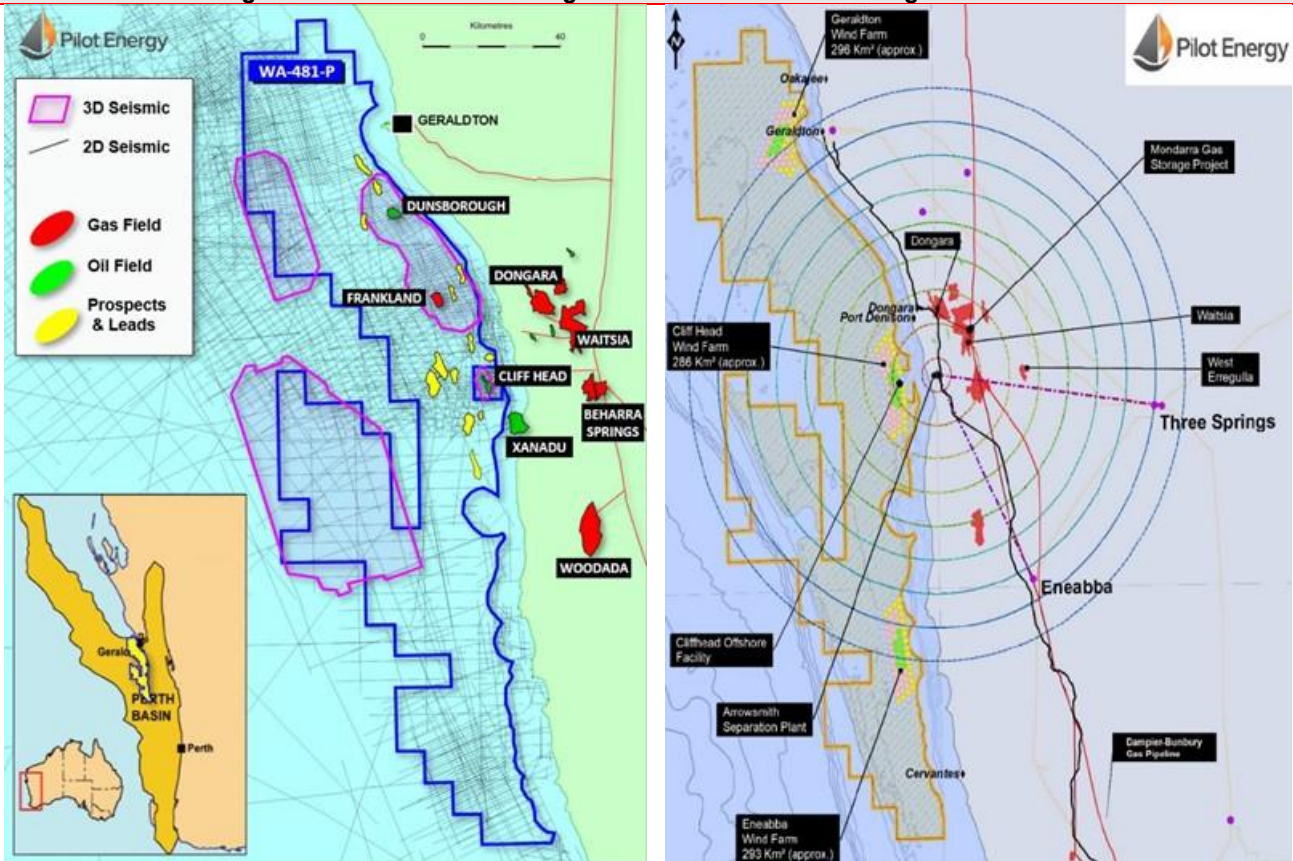 Pilot Energy
WA-481-P
Kilometres
0 40
GERALDTON
3D Seismic
2D Seismic
Gas Field
Oil Field
Prospects
& Leads
DUNSBOROUGH
FRANKLAND
DONGARA
WAITSIA
CLIFF HEAD
BEHARRA
SPRINGS
XANADU
WOODADA
PERTH
BASIN
Perth
N
Geraldton
Wind Farm
296 Km² (approx.)
Pilot Energy
Oakajee
Geraldton
Mondarra Gas
Storage Project
Dongara
Dongara
Port Denison
Waitsia
Cliff Head
Wind Farm
286 Km² (approx.)
West
Erregulla
Three Springs
Eneabba
Cliffhead Offshore
Facility
Arrowsmith
Separation Plant
Dampier-Bunbury
Gas Pipeline
Cervantes
Eneabba
Wind Farm
293 Km² (approx.)